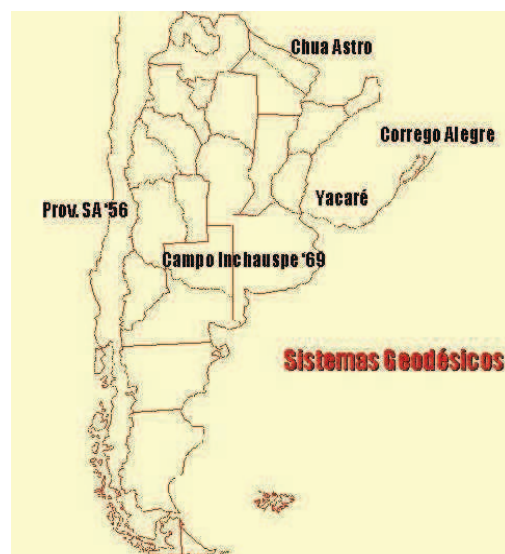 Chua Astro
Corrego Alegre
Yacaré
Prov. SA '56
Campo Inchauspe '69
Sistemas Geodésicos